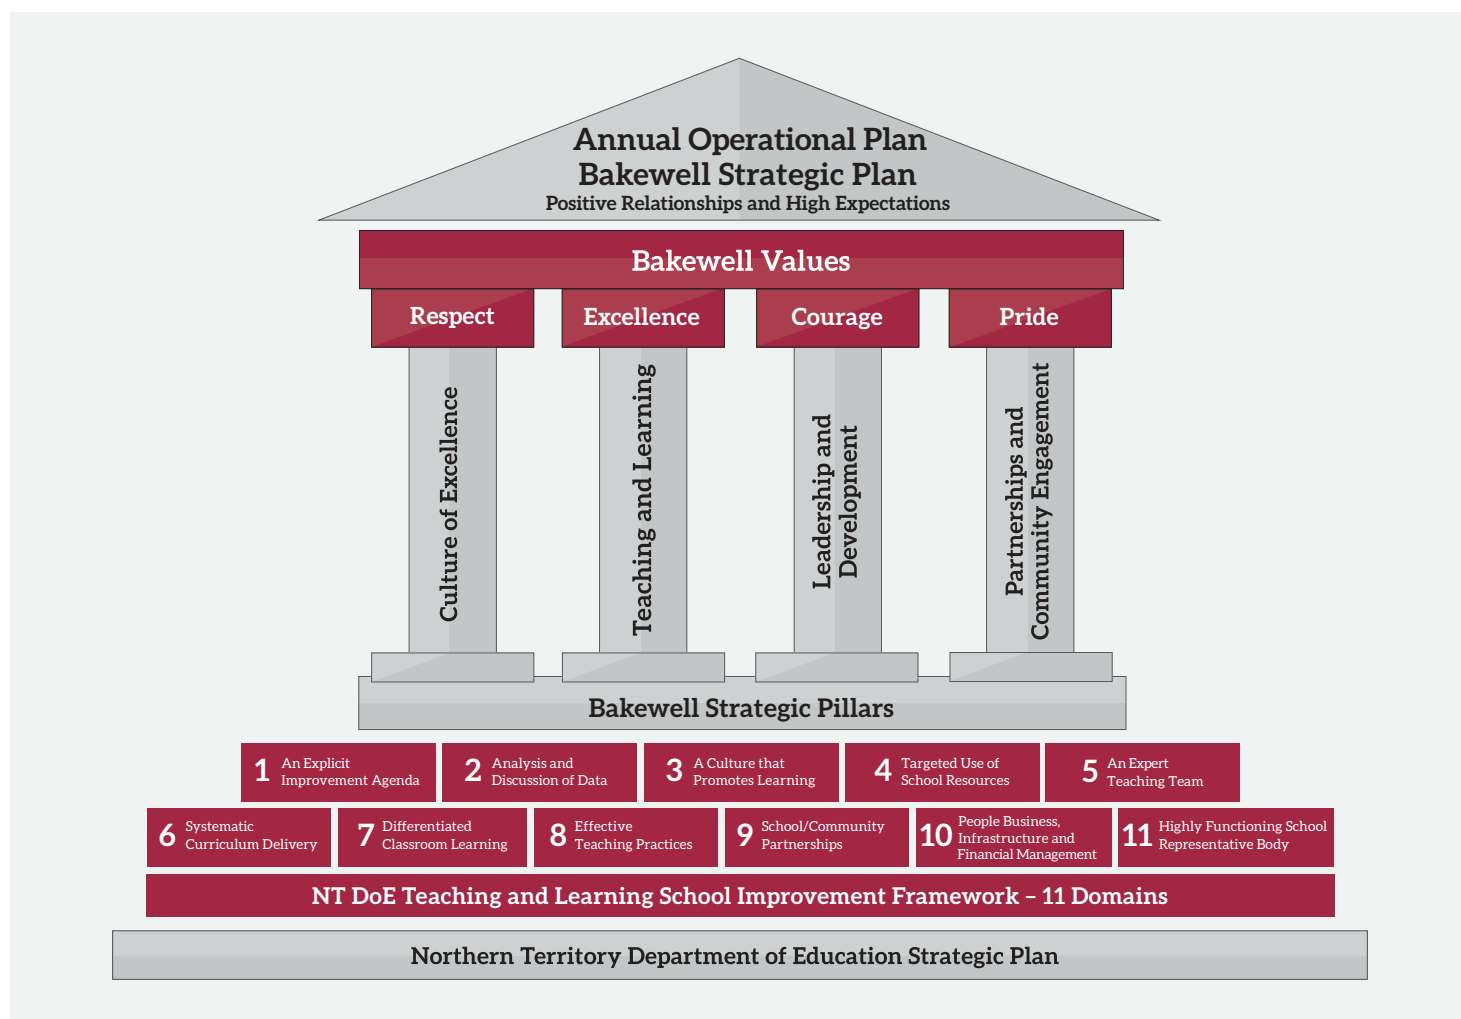 Annual Operational Plan
Bakewell Strategic Plan
Positive Relationships and High Expectations
Bakewell Values
Respect
Excellence
Courage
Pride
Culture of Excellence
Teaching and Learning
Leadership and
Development
Partnerships and
Community Engagement
Bakewell Strategic Pillars
1 An Explicit
Improvement Agenda
2 Analysis and
Discussion of Data
3 A Culture that
Promotes Learning
4 Targeted Use of
School Resources
5 An Expert
Teaching Team
6 Systematic
Curriculum Delivery
7 Differentiated
Classroom Learning
8 Effective
Teaching Practices
9 School/Community
Partnerships
10 People Business,
Infrastructure and
Financial Management
11 Highly Functioning School
Representative Body
NT DoE Teaching and Learning School Improvement Framework – 11 Domains
Northern Territory Department of Education Strategic Plan